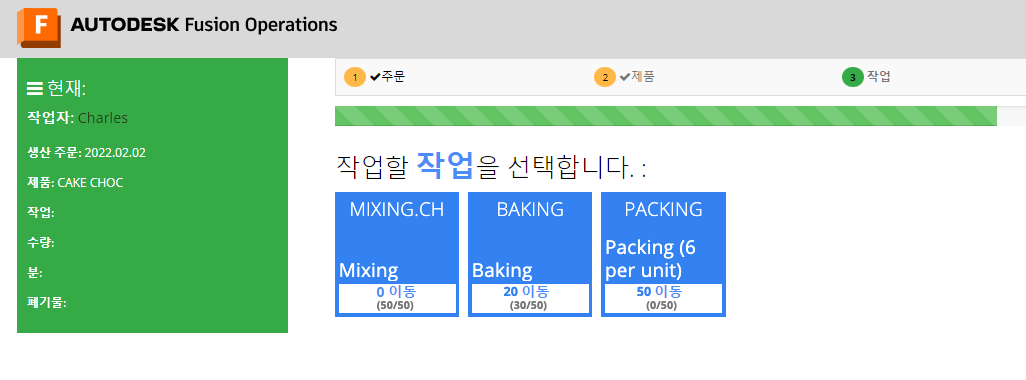 F AUTODESK Fusion Operations
현재:
작업자: Charles
생산 주문: 2022.02.02
제품: CAKE CHOC
작업:
수량:
분:
폐기물:
1 주문
2 제품
3 작업
작업할 작업을 선택합니다. :
MIXING.CH
Mixing
0 이동
(50/50)
BAKING
Baking
20 이동
(30/50)
PACKING
Packing (6
per unit)
50 이동
(0/50)